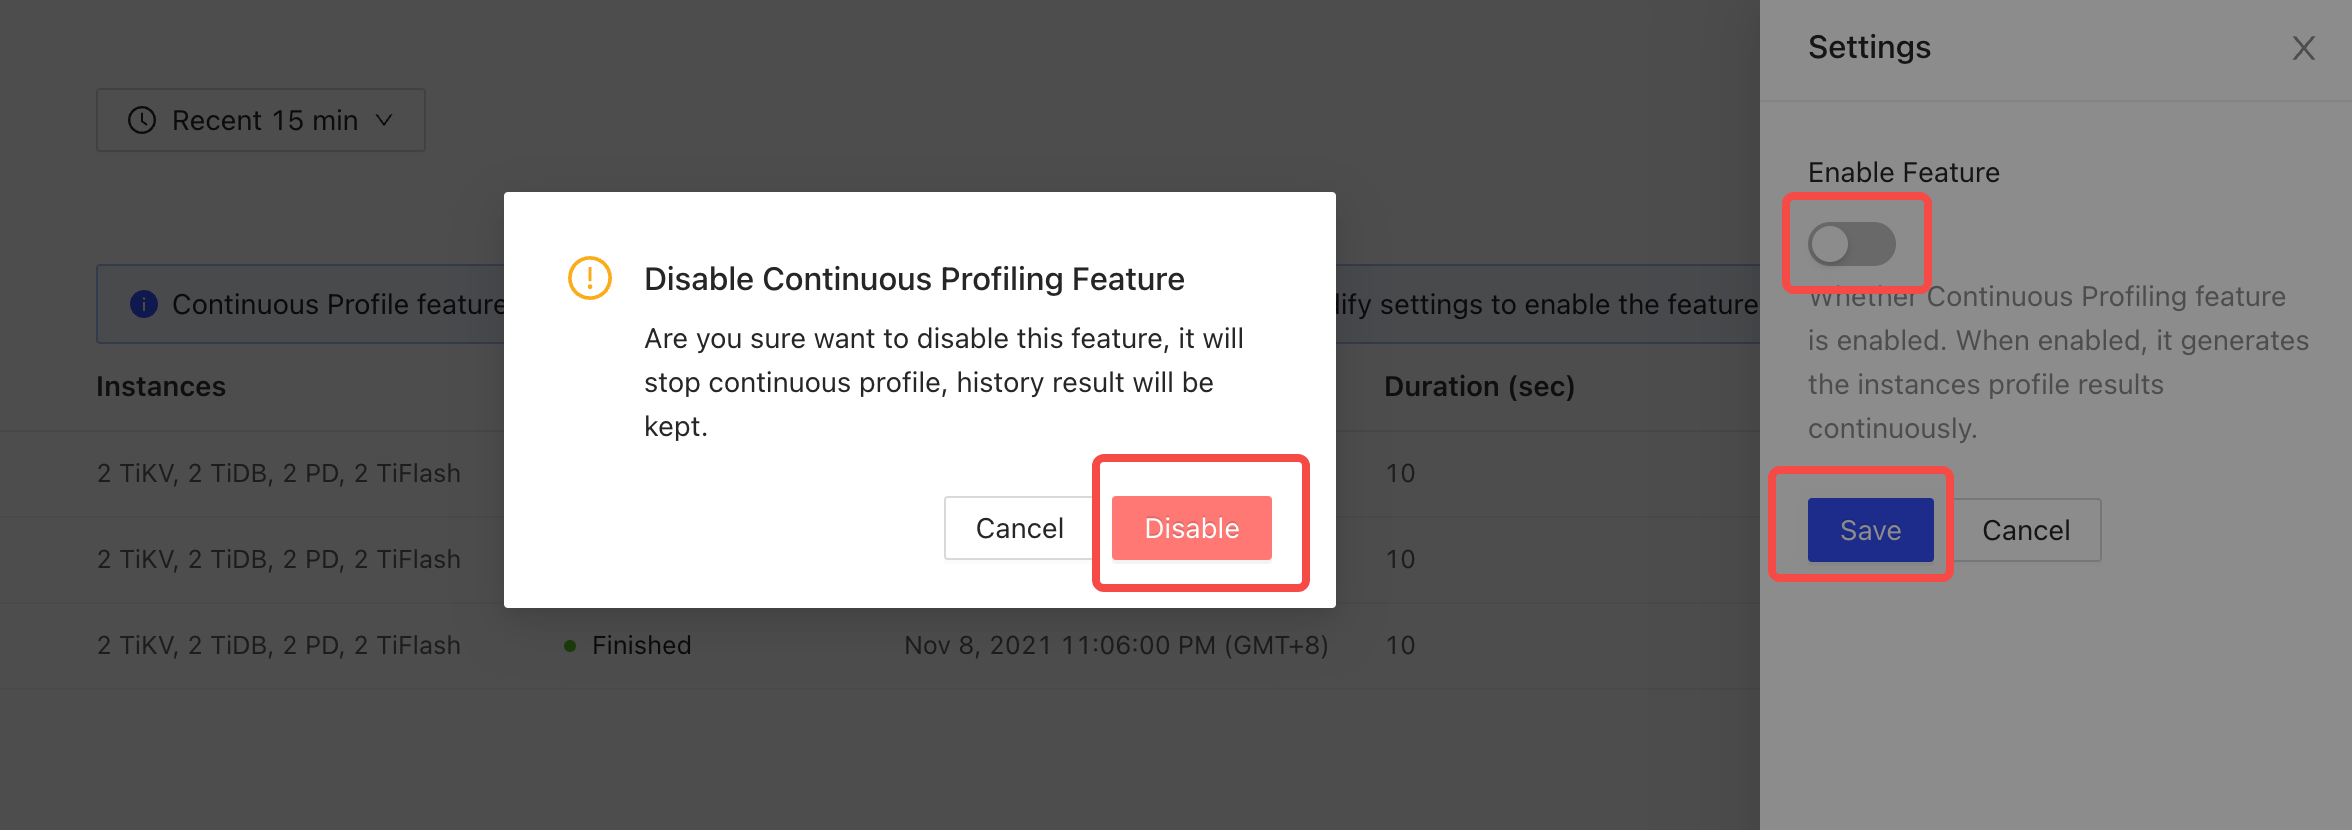 Settings
Recent 15 min
Enable Feature
Disable Continuous Profiling Feature
Continuous Profile feature
ify settings to enable the feature
Whether Continuous Profiling feature
is enabled. When enabled, it generates
the instances profile results
continuously.
Are you sure want to disable this feature, it will
stop continuous profile, history result will be
kept.
Cancel Disable
Save Cancel
Instances Duration (sec)
2 TiKV, 2 TiDB, 2 PD, 2 TiFlash 10
2 TiKV, 2 TiDB, 2 PD, 2 TiFlash 10
2 TiKV, 2 TiDB, 2 PD, 2 TiFlash Finished Nov 8, 2021 11:06:00 PM (GMT+8) 10